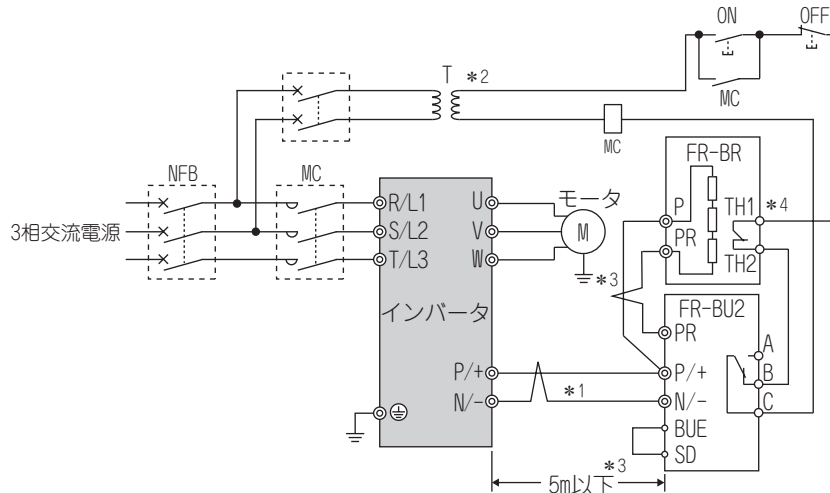 ON
OFF
T *2
MC
MC
FR-BR
NFB
MC
R/L1
U
モータ
P
TH1
*4
3相交流電源
S/L2
V
M
PR
T/L3
W
*3
TH2
インバータ
FR-BU2
PR
A
P/+
P/+
B
N/-
*1
N/-
C
BUE
SD
*3
5m以下